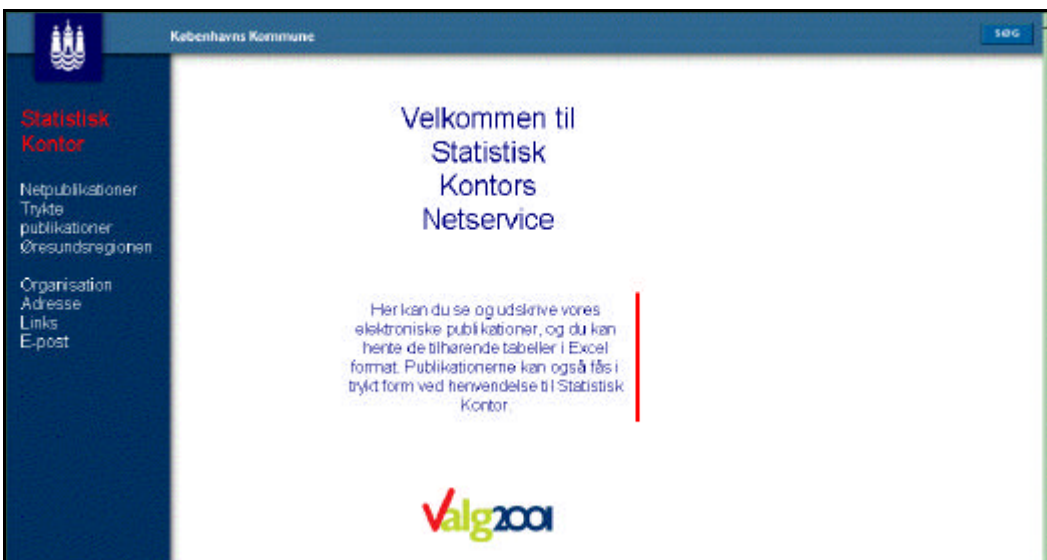 Københavns Kommune
SØG
Statistisk
Kontor
Netpublikationer
Trykte
publikationer
Øresundsregionen
Organisation
Adresse
Links
E-post
Velkommen til
Statistisk
Kontors
Netservice
Her kan du se og udskrive vores
elektroniske publikationer, og du kan
hente de tilhørende tabeller i Excel
format. Publikationerne kan også fås i
trykt form ved henvendelse til Statistisk
Kontor
Valg2001